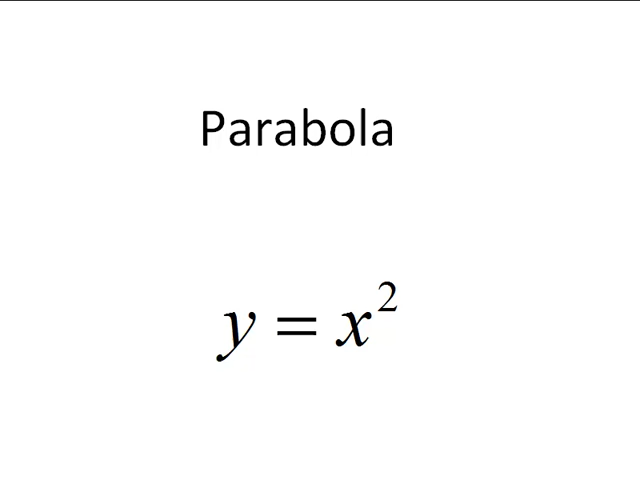 Parabola
y = x²